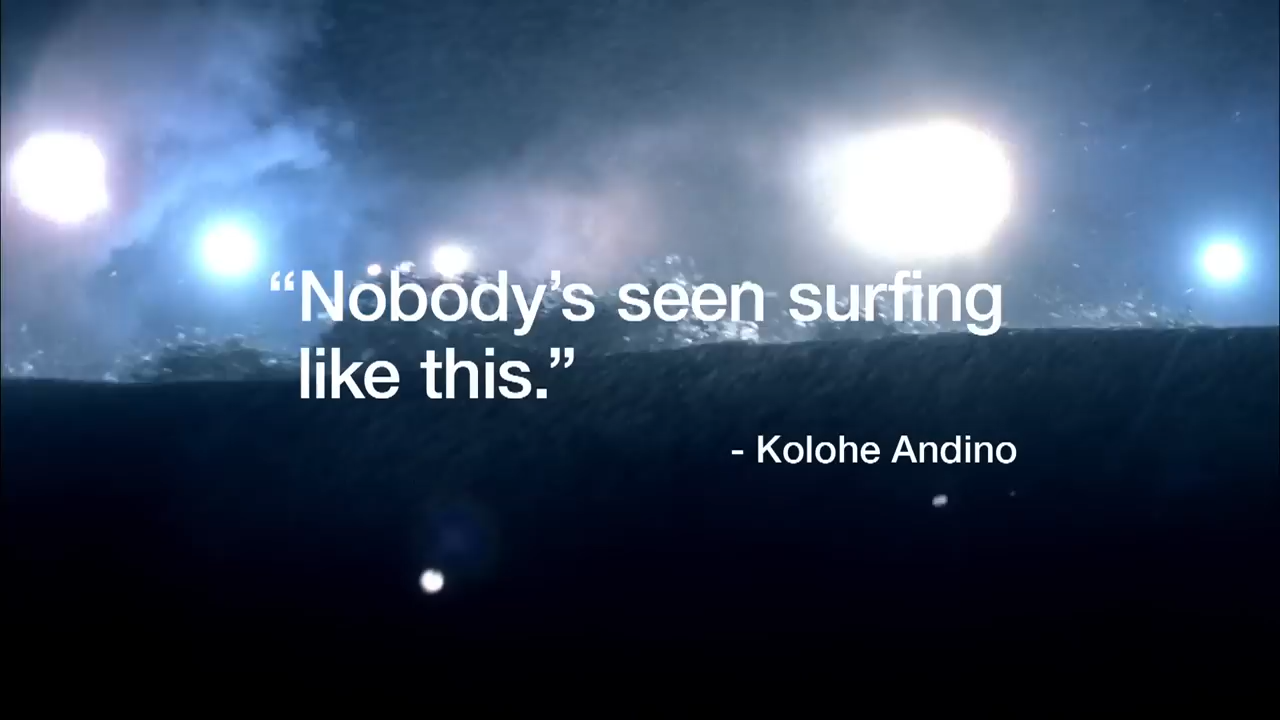 “Nobody’s seen surfing
like this.”
- Kolohe Andino